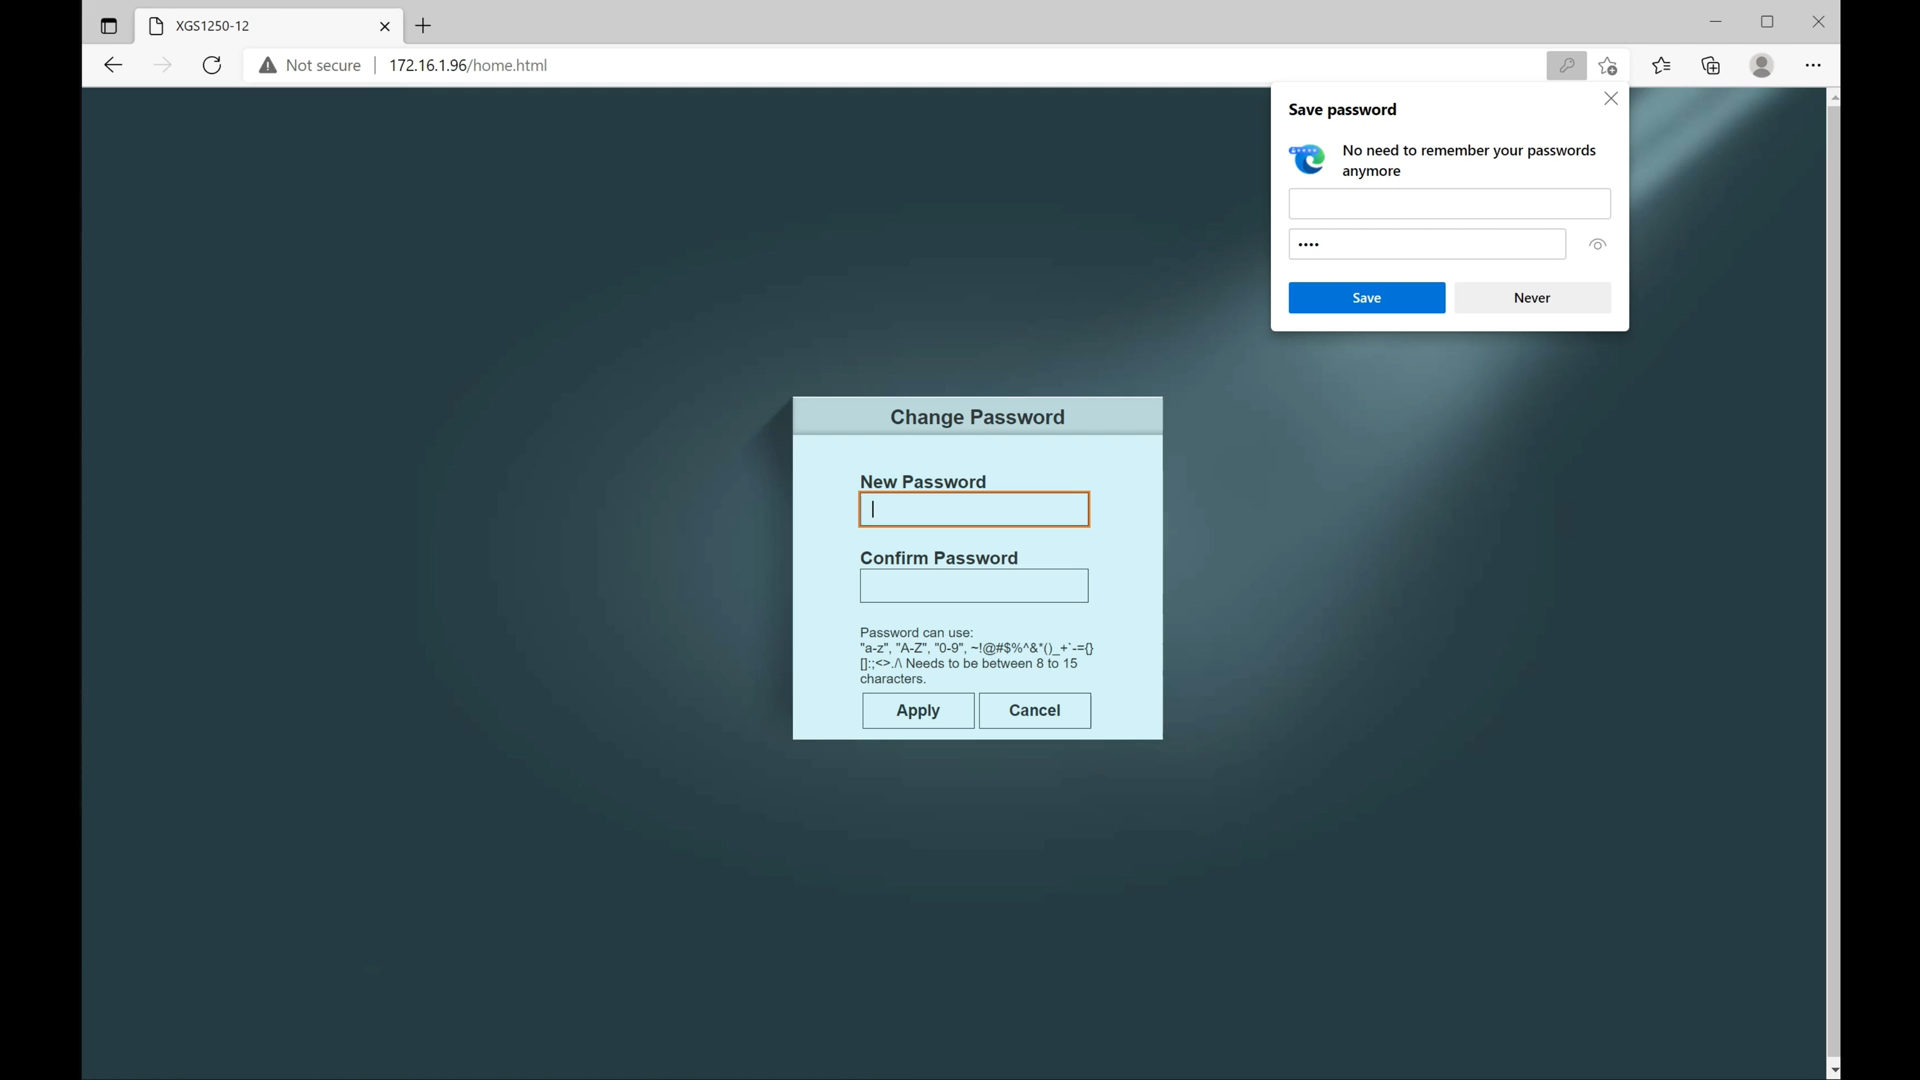 XGS1250-12
Not secure
172.16.1.96/home.html
Save password
No need to remember your passwords
anymore
••••
Save
Never
Change Password
New Password
Confirm Password
Password can use:
"a-z", "A-Z", "0-9", ~!@#$%^&*()_+`-={}
[]:;<>./\ Needs to be between 8 to 15
characters.
Apply
Cancel